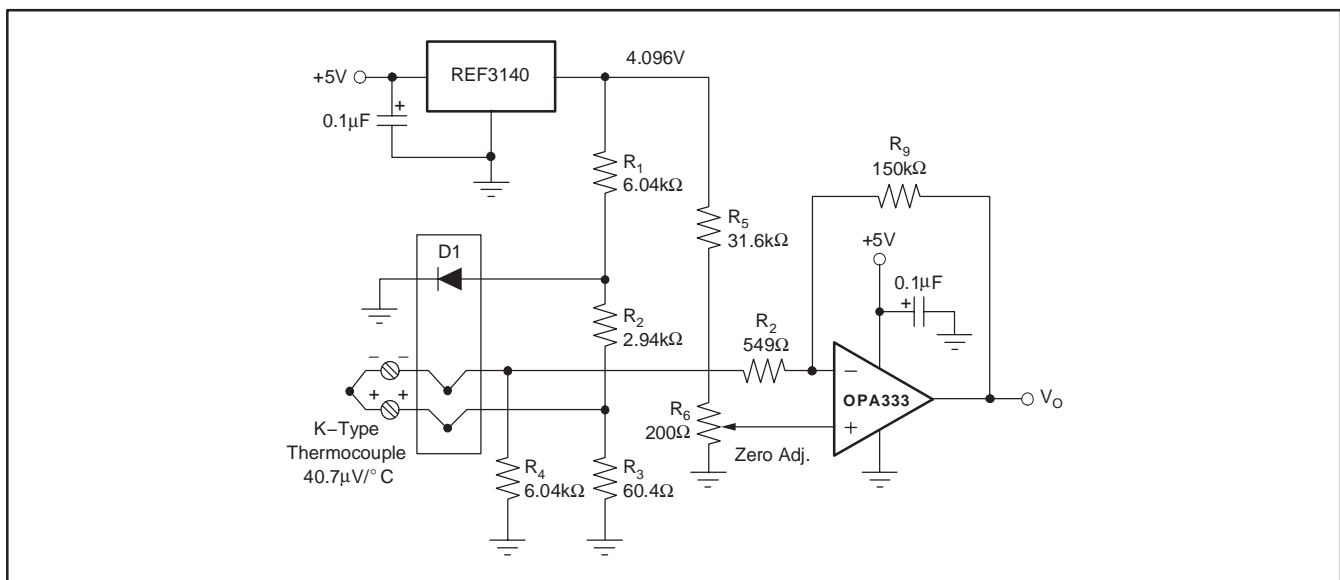 4.096V
+5V
REF3140
+
0.1μF
R1
6.04kΩ
R9
150kΩ
R5
31.6kΩ
+5V
D1
0.1μF
+
R2
2.94kΩ
R2
549Ω
− −
+ +
−
OPA333
+
VO
K−Type
Thermocouple
40.7μV/°C
R6
200Ω
Zero Adj.
R4
6.04kΩ
R3
60.4Ω